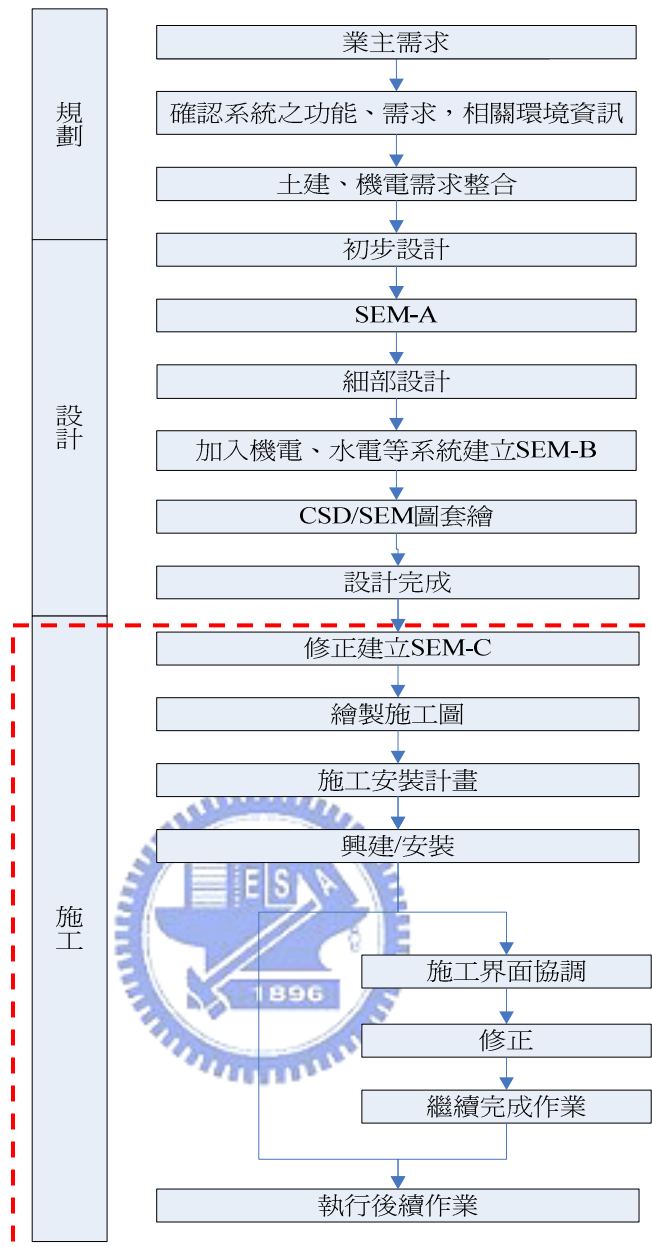 規劃
業主需求
確認系統之功能、需求，相關環境資訊
土建、機電需求整合
設計
初步設計
SEM-A
細部設計
加入機電、水電等系統建立SEM-B
CSD/SEM圖套繪
設計完成
施工
修正建立SEM-C
繪製施工圖
施工安裝計畫
興建/安裝
ESA
1896
施工界面協調
修正
繼續完成作業
執行後續作業